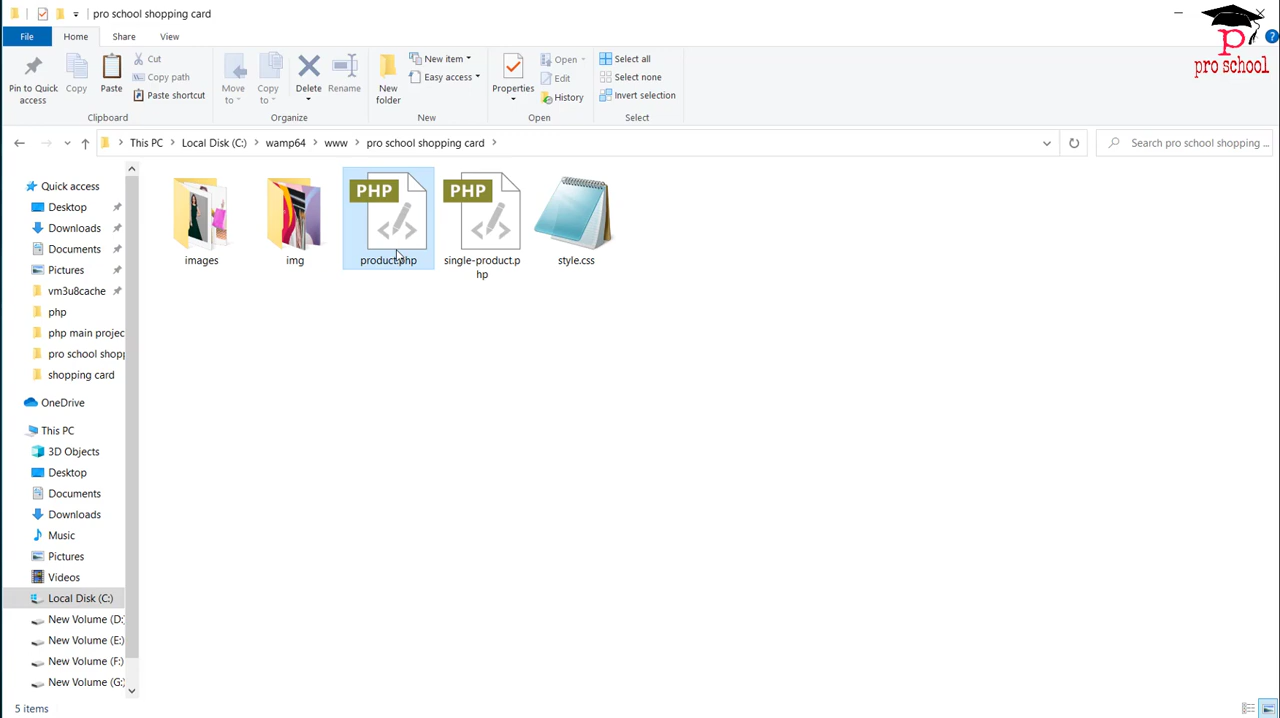 pro school shopping card
File Home Share View
p
pro school
Pin to Quick access
Copy
Paste
Cut
Copy path
Paste shortcut
Clipboard
Move to
Copy to
Delete
Rename
Organize
New folder
New item
Easy access
New
Properties
Open
Edit
History
Open
Select all
Select none
Invert selection
Select
This PC > Local Disk (C:) > wamp64 > www > pro school shopping card >
Search pro school shopping ...
Quick access
Desktop
Downloads
Documents
Pictures
vm3u8cache
php
php main projec
pro school shopp
shopping card
OneDrive
This PC
3D Objects
Desktop
Documents
Downloads
Music
Pictures
Videos
Local Disk (C:)
New Volume (D:
New Volume (E:)
New Volume (F:)
New Volume (G:
images
img
PHP
product.php
PHP
single-product.p
hp
style.css
5 items